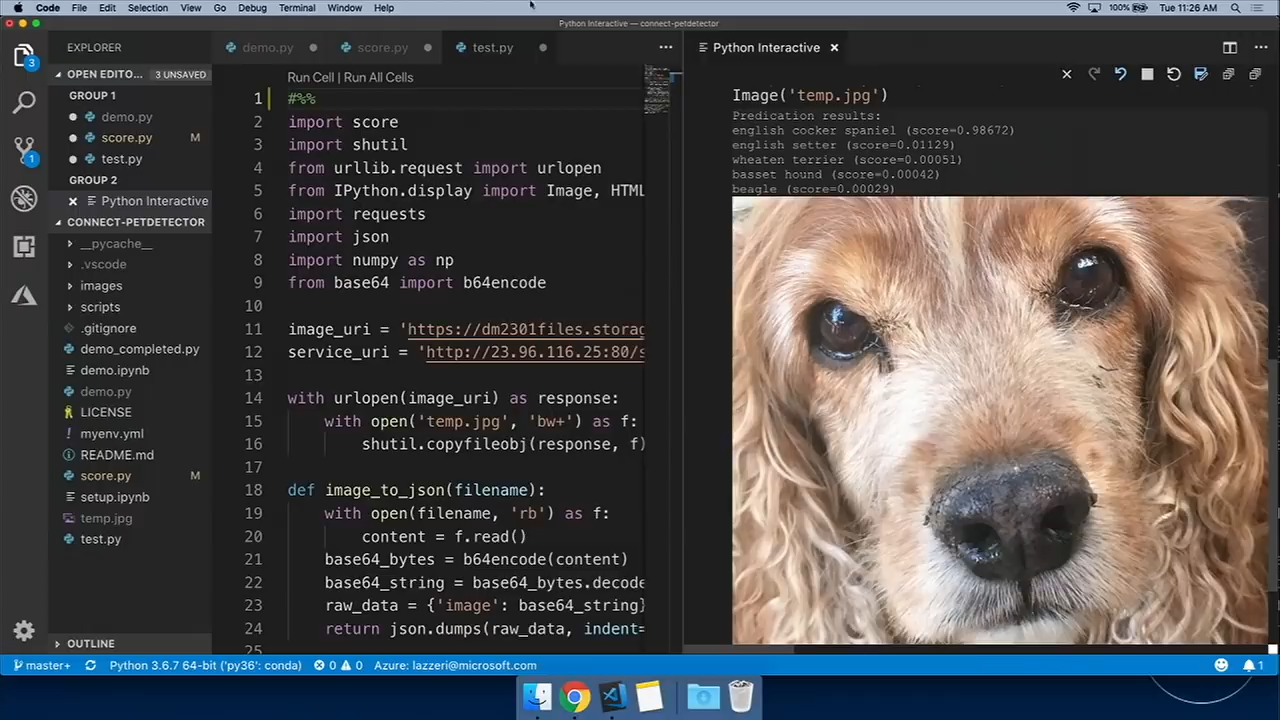 Code File Edit Selection View Go Debug Terminal Window Help 100% Tue 11:26 AM
Python Interactive — connect-petdetector
EXPLORER
OPEN EDITO... 3 UNSAVED
GROUP 1
demo.py
score.py M
test.py
GROUP 2
Python Interactive
CONNECT-PETDETECTOR
__pycache__
.vscode
images
scripts
.gitignore
demo_completed.py
demo.ipynb
demo.py
LICENSE
myenv.yml
README.md
score.py M
setup.ipynb
temp.jpg
test.py
OUTLINE
3
1
demo.py score.py test.py
Run Cell | Run All Cells
1 #%%
2 import score
3 import shutil
4 from urllib.request import urlopen
5 from IPython.display import Image, HTML
6 import requests
7 import json
8 import numpy as np
9 from base64 import b64encode
10
11 image_uri = 'https://dm2301files.storag
12 service_uri = 'http://23.96.116.25:80/s
13
14 with urlopen(image_uri) as response:
15 with open('temp.jpg', 'bw+') as f:
16 shutil.copyfileobj(response, f)
17
18 def image_to_json(filename):
19 with open(filename, 'rb') as f:
20 content = f.read()
21 base64_bytes = b64encode(content)
22 base64_string = base64_bytes.decode
23 raw_data = {'image': base64_string}
24 return json.dumps(raw_data, indent=
25
Python Interactive
Image('temp.jpg')
Predication results:
english cocker spaniel (score=0.98672)
english setter (score=0.01129)
wheaten terrier (score=0.00051)
basset hound (score=0.00042)
beagle (score=0.00029)
master+ Python 3.6.7 64-bit ('py36': conda) 0 0 Azure: lazzeri@microsoft.com 1